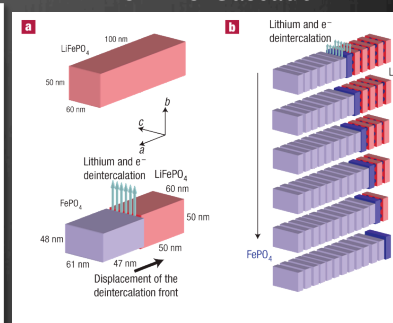 a
LiFePO4
100 nm
50 nm
60 nm
b
c
a
Lithium and e–
deintercalation
LiFePO4
FePO4
60 nm
50 nm
48 nm
50 nm
61 nm
47 nm
Displacement of the
deintercalation front
b
Lithium and e–
deintercalation
L
FePO4